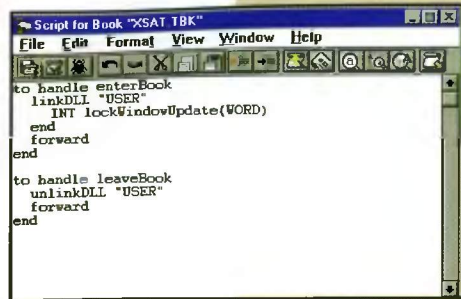 Script for Book "XSAT TBK"
File Edit Format View Window Help
to handle enterBook
linkDLL "USER"
INT lockWindowUpdate(WORD)
end
forward
end
to handle leaveBook
unlinkDLL "USER"
forward
end